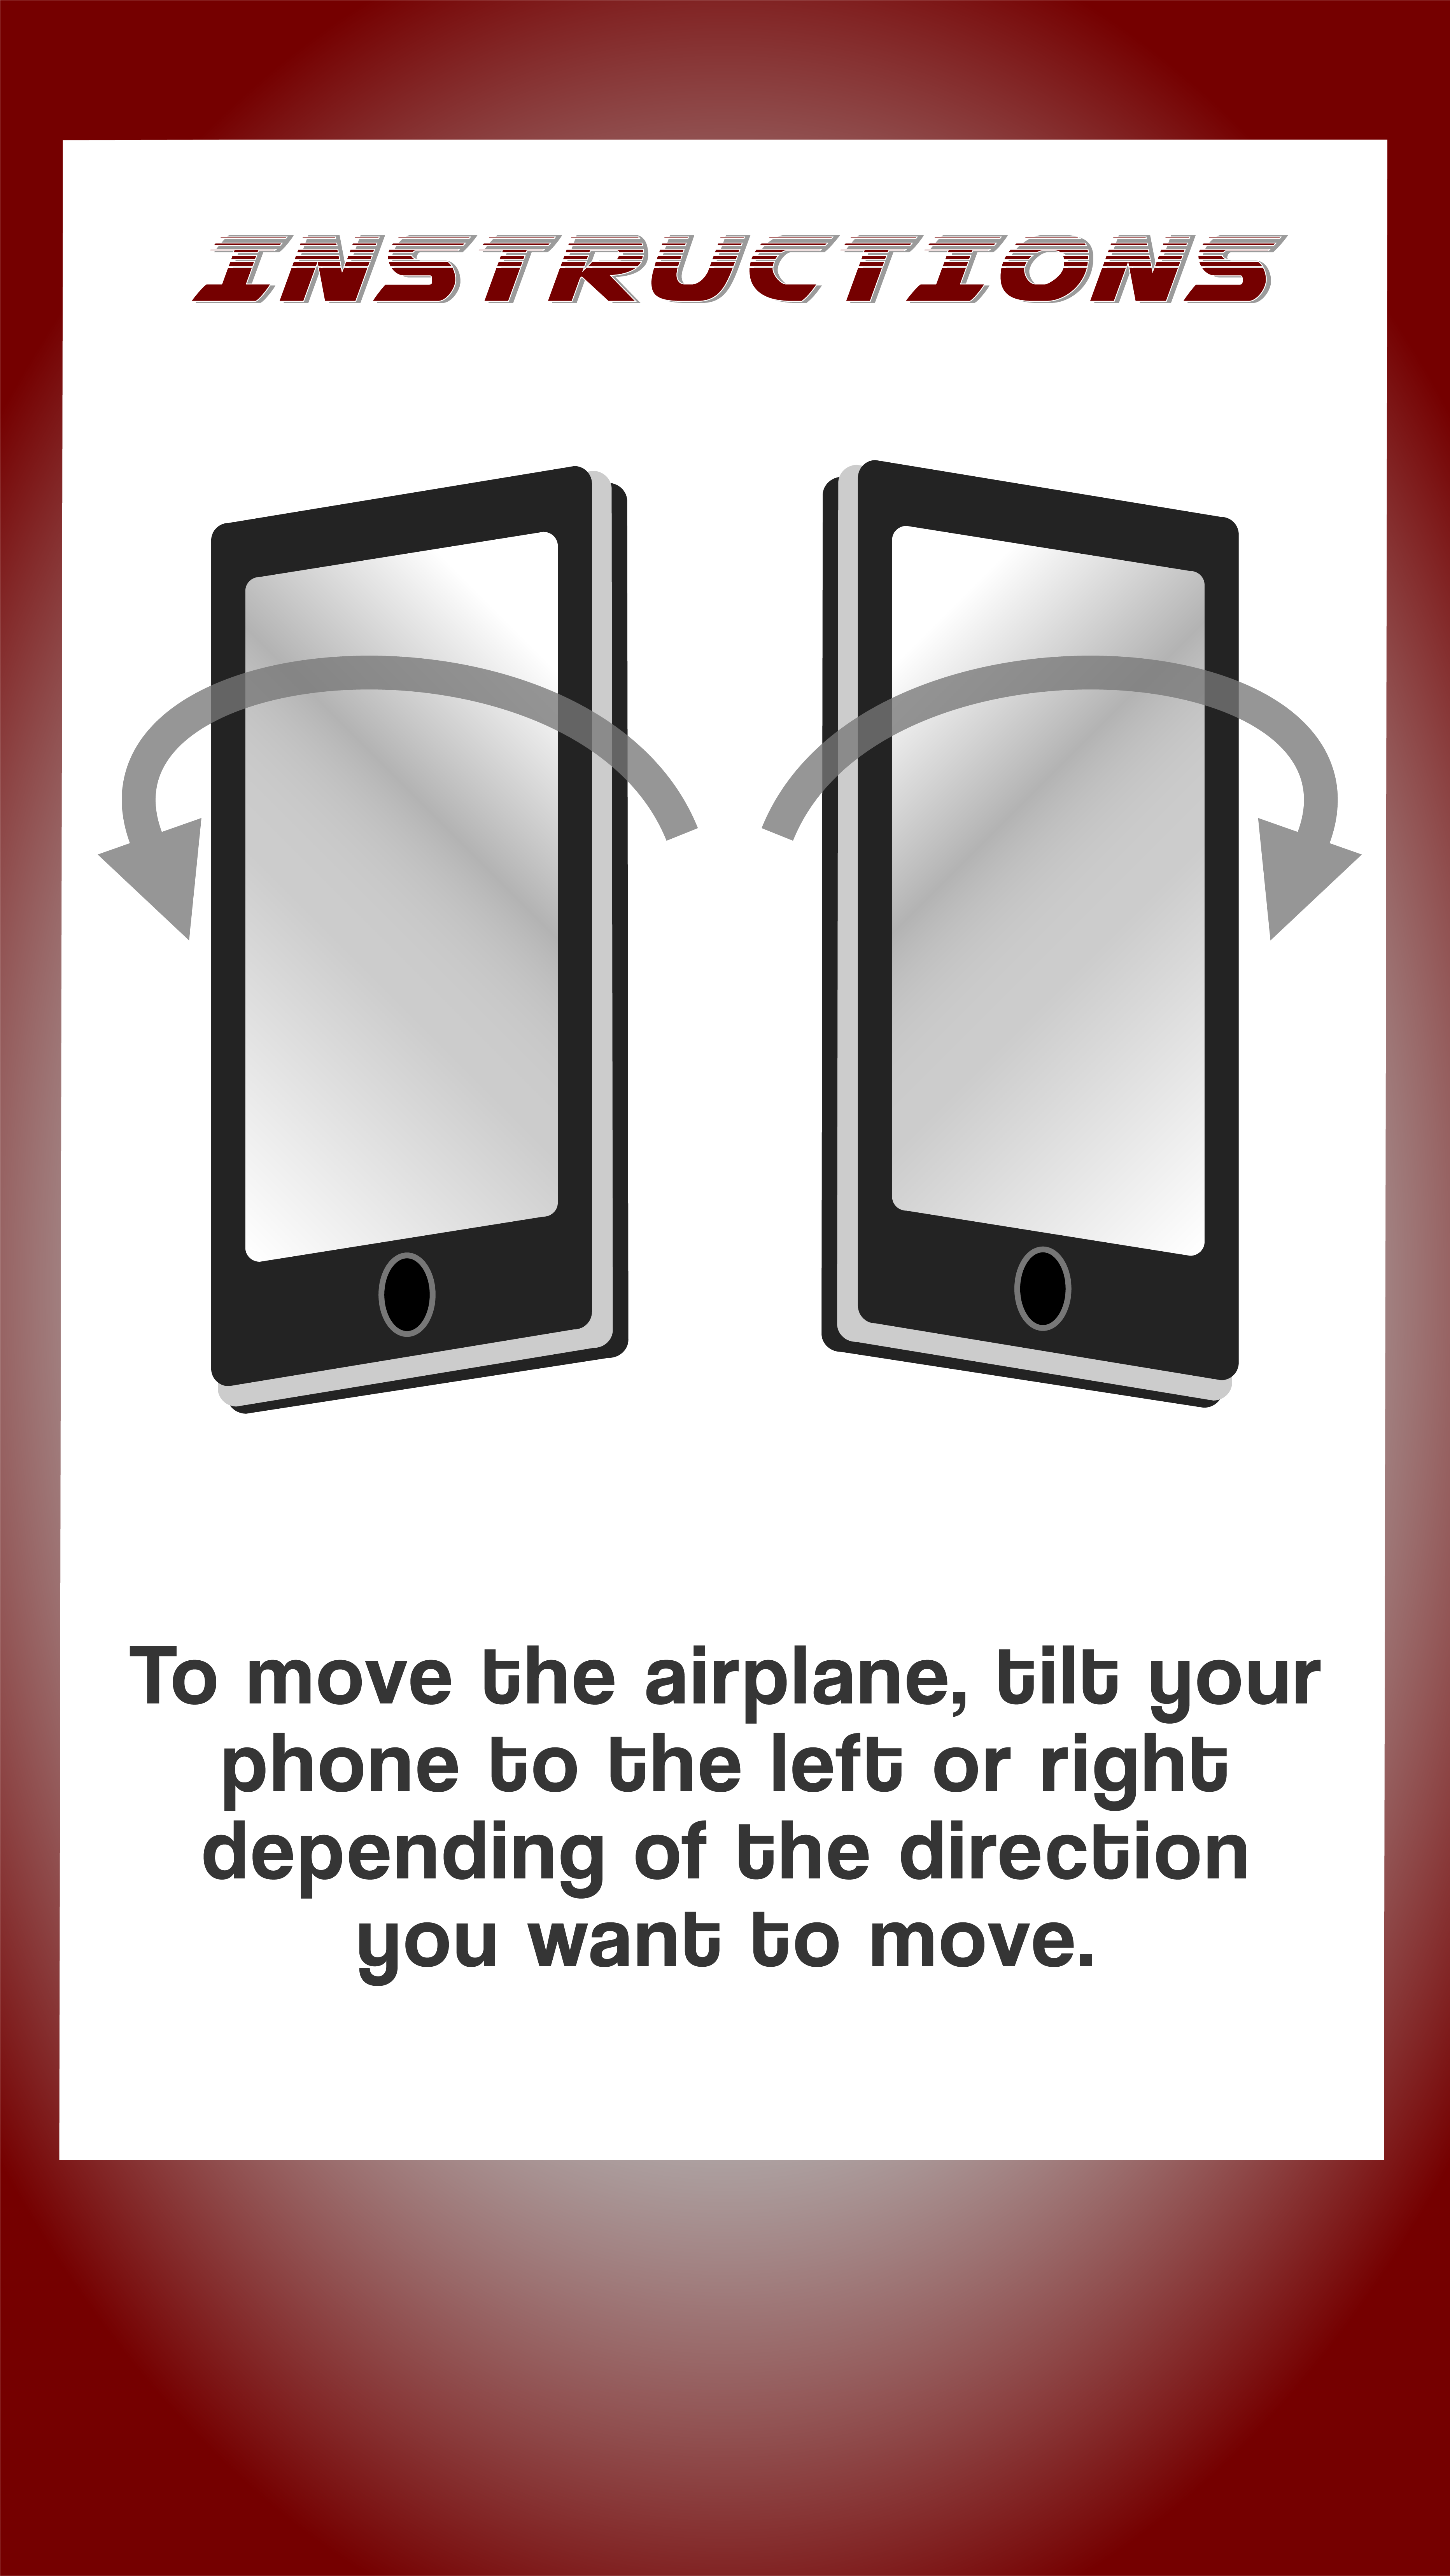 INSTRUCTIONS
To move the airplane, tilt your
phone to the left or right
depending of the direction
you want to move.